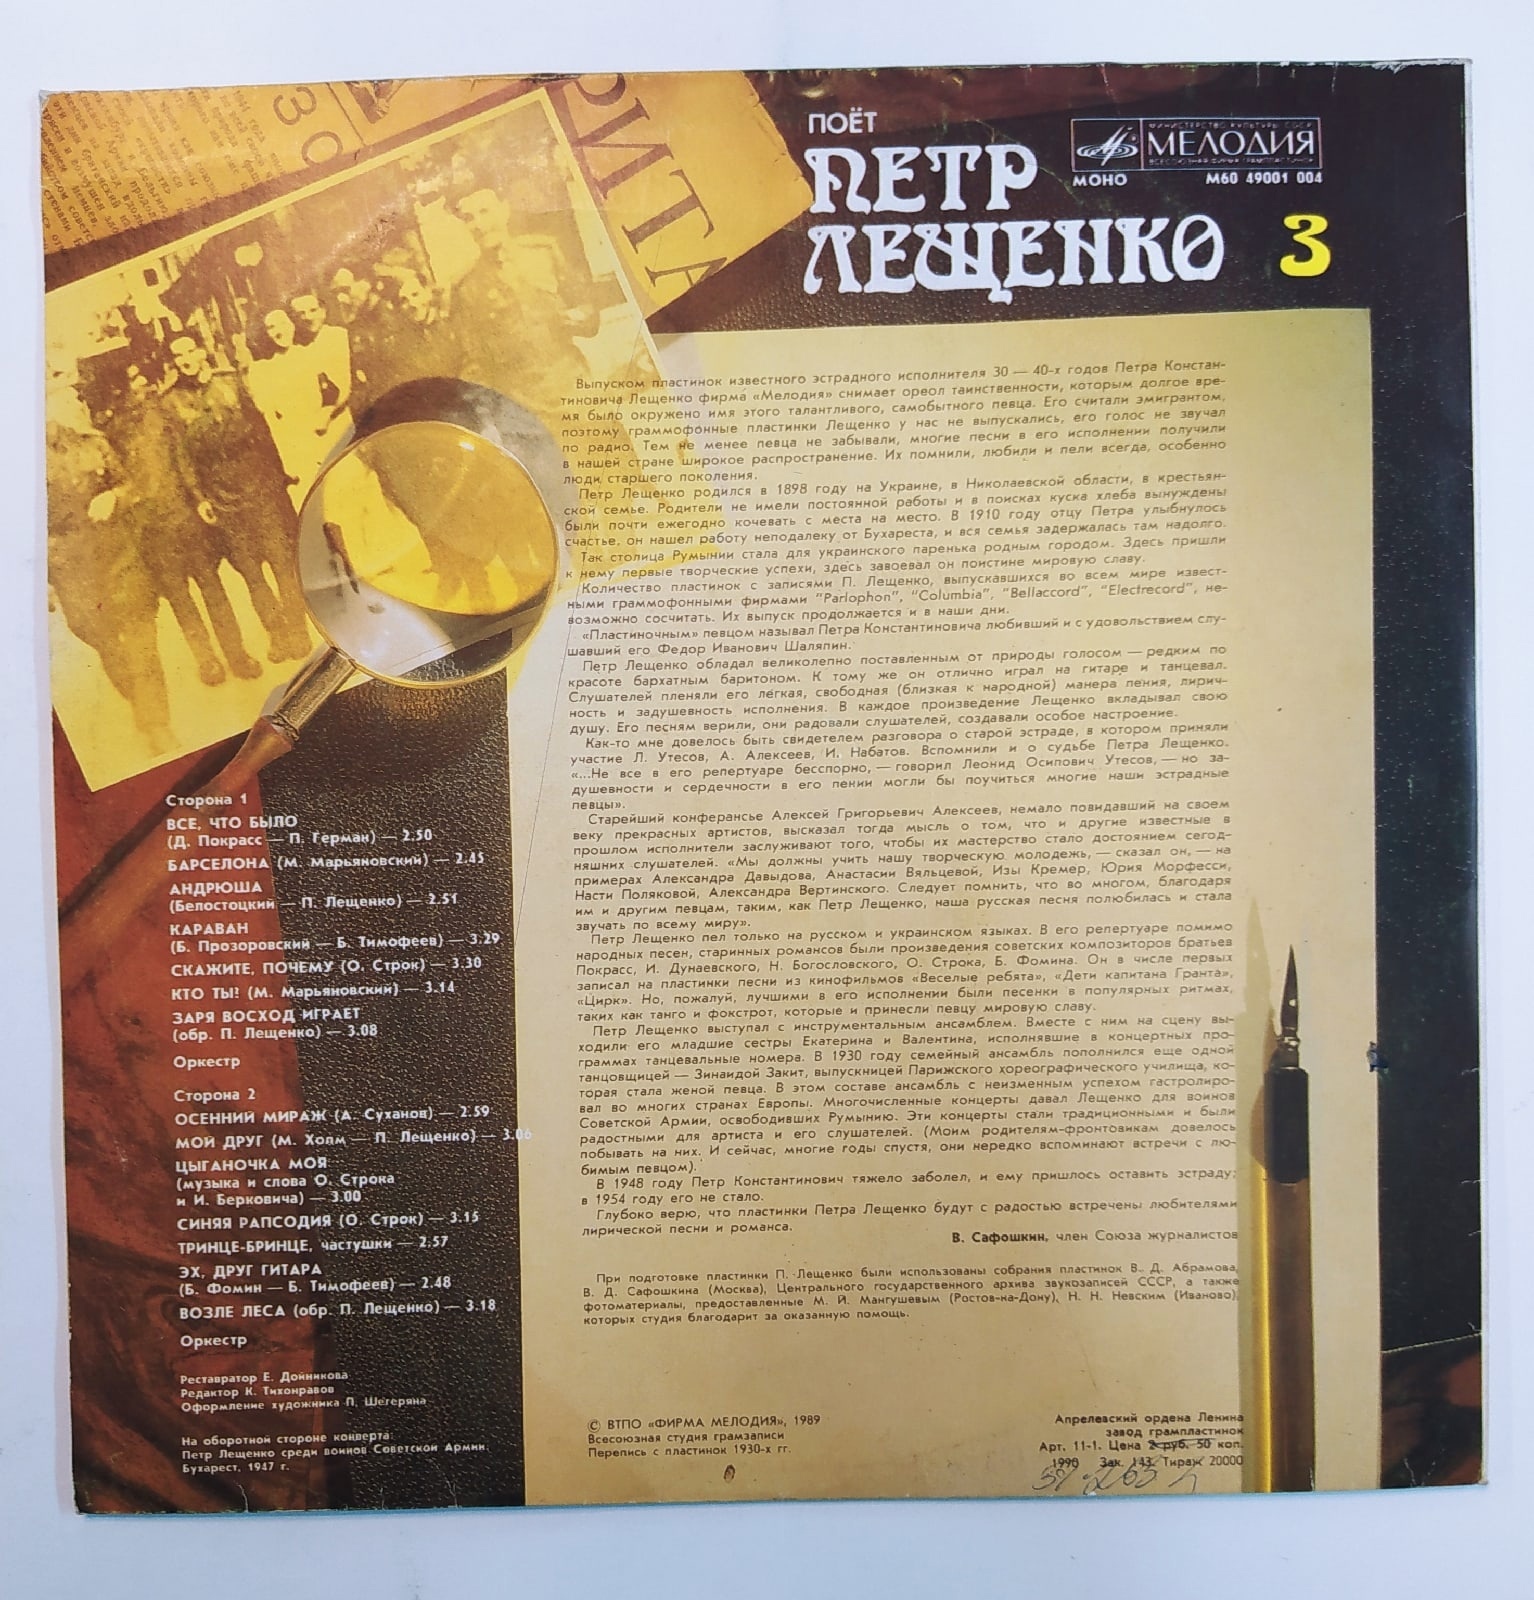 ПОЁТ
ПЕТР
ЛЕЩЕНКО 3
МИНИСТЕРСТВО КУЛЬТУРЫ СССР
МЕЛОДИЯ
ВСЕСОЮЗНАЯ ФИРМА ГРАМПЛАСТИНОК
МОНО М60 49001 004
РИТА
Выпуском пластинок известного эстрадного исполнителя 30 — 40-х годов Петра Констан-
тиновича Лещенко фирма «Мелодия» снимает ореол таинственности, которым долгое вре-
мя было окружено имя этого талантливого, самобытного певца. Его считали эмигрантом,
поэтому граммофонные пластинки Лещенко у нас не выпускались, его голос не звучал
по радио. Тем не менее певца не забывали, многие песни в его исполнении получили
в нашей стране широкое распространение. Их помнили, любили и пели всегда, особенно
люди старшего поколения.
Петр Лещенко родился в 1898 году на Украине, в Николаевской области, в крестьян-
ской семье. Родители не имели постоянной работы и в поисках куска хлеба вынуждены
были почти ежегодно кочевать с места на место. В 1910 году отцу Петра улыбнулось
счастье, он нашел работу неподалеку от Бухареста, и вся семья задержалась там надолго.
Так столица Румынии стала для украинского паренька родным городом. Здесь пришли
к нему первые творческие успехи, здесь завоевал он поистине мировую славу.
Количество пластинок с записями П. Лещенко, выпускавшихся во всем мире извест-
ными граммофонными фирмами "Parlophon", "Columbia", "Bellaccord", "Electrecord", не-
возможно сосчитать. Их выпуск продолжается и в наши дни.
«Пластиночным» певцом называл Петра Константиновича любивший и с удовольствием слу-
шавший его Федор Иванович Шаляпин.
Петр Лещенко обладал великолепно поставленным от природы голосом — редким по
красоте бархатным баритоном. К тому же он отлично играл на гитаре и танцевал.
Слушателей пленяли его легкая, свободная (близкая к народной) манера пения, лирич-
ность и задушевность исполнения. В каждое произведение Лещенко вкладывал свою
душу. Его песням верили, они радовали слушателей, создавали особое настроение.
Как-то мне довелось быть свидетелем разговора о старой эстраде, в котором приняли
участие Л. Утесов, А. Алексеев, И. Набатов. Вспомнили и о судьбе Петра Лещенко.
«...Не все в его репертуаре бесспорно, — говорил Леонид Осипович Утесов, — но за-
душевности и сердечности в его пении могли бы поучиться многие наши эстрадные
певцы».
Старейший конферансье Алексей Григорьевич Алексеев, немало повидавший на своем
веку прекрасных артистов, высказал тогда мысль о том, что и другие известные в
прошлом исполнители заслуживают того, чтобы их мастерство стало достоянием сегод-
няшних слушателей. «Мы должны учить нашу творческую молодежь, — сказал он, — на
примерах Александра Давыдова, Анастасии Вяльцевой, Изы Кремер, Юрия Морфесси,
Насти Поляковой, Александра Вертинского. Следует помнить, что во многом, благодаря
им и другим певцам, таким, как Петр Лещенко, наша русская песня полюбилась и стала
звучать по всему миру».
Петр Лещенко пел только на русском и украинском языках. В его репертуаре помимо
народных песен, старинных романсов были произведения советских композиторов братьев
Покрасс, И. Дунаевского, Н. Богословского, О. Строка, Б. Фомина. Он в числе первых
записал на пластинки песни из кинофильмов «Веселые ребята», «Дети капитана Гранта»,
«Цирк». Но, пожалуй, лучшими в его исполнении были песенки в популярных ритмах,
таких как танго и фокстрот, которые и принесли певцу мировую славу.
Петр Лещенко выступал с инструментальным ансамблем. Вместе с ним на сцену вы-
ходили его младшие сестры Екатерина и Валентина, исполнявшие в концертных про-
граммах танцевальные номера. В 1930 году семейный ансамбль пополнился еще одной
танцовщицей — Зинаидой Закит, выпускницей Парижского хореографического училища, ко-
торая стала женой певца. В этом составе ансамбль с неизменным успехом гастролиро-
вал во многих странах Европы. Многочисленные концерты давал Лещенко для воинов
Советской Армии, освободивших Румынию. Эти концерты стали традиционными и были
радостными для артиста и его слушателей. (Моим родителям-фронтовикам довелось
побывать на них. И сейчас, многие годы спустя, они нередко вспоминают встречи с лю-
бимым певцом).
В 1948 году Петр Константинович тяжело заболел, и ему пришлось оставить эстраду;
в 1954 году его не стало.
Глубоко верю, что пластинки Петра Лещенко будут с радостью встречены любителями
лирической песни и романса.
В. Сафошкин, член Союза журналистов
При подготовке пластинки П. Лещенко были использованы собрания пластинок В. Д. Абрамова,
В. Д. Сафошкина (Москва), Центрального государственного архива звукозаписей СССР, а также
фотоматериалы, предоставленные М. Й. Мангушевым (Ростов-на-Дону), Н. Н. Невским (Иваново),
которых студия благодарит за оказанную помощь.
Сторона 1
ВСЕ, ЧТО БЫЛО
(Д. Покрасс — П. Герман) — 2.50
БАРСЕЛОНА (М. Марьяновский) — 2.45
АНДРЮША
(Белостоцкий — П. Лещенко) — 2.51
КАРАВАН
(Б. Прозоровский — Б. Тимофеев) — 3.29
СКАЖИТЕ, ПОЧЕМУ (О. Строк) — 3.30
КТО ТЫ? (М. Марьяновский) — 3.14
ЗАРЯ ВОСХОД ИГРАЕТ
(обр. П. Лещенко) — 3.08
Оркестр
Сторона 2
ОСЕННИЙ МИРАЖ (А. Суханов) — 2.59
МОЙ ДРУГ (М. Холм — П. Лещенко) — 3.06
ЦЫГАНОЧКА МОЯ
(музыка и слова О. Строка
и И. Берковича) — 3.00
СИНЯЯ РАПСОДИЯ (О. Строк) — 3.15
ТРИНЦЕ-БРИНЦЕ, частушки — 2.57
ЭХ, ДРУГ ГИТАРА
(Б. Фомин — Б. Тимофеев) — 2.48
ВОЗЛЕ ЛЕСА (обр. П. Лещенко) — 3.18
Оркестр
Реставратор Е. Дойникова
Редактор К. Тихонравов
Оформление художника П. Шегеряна
На оборотной стороне конверта:
Петр Лещенко среди воинов Советской Армии.
Бухарест, 1947 г.
© ВТПО «ФИРМА МЕЛОДИЯ», 1989
Всесоюзная студия грамзаписи
Перепись с пластинок 1930-х гг.
Апрелевский ордена Ленина
завод грампластинок
Арт. 11-1. Цена 2 руб. 50 коп.
1990 Зак. 143 Тираж 20000